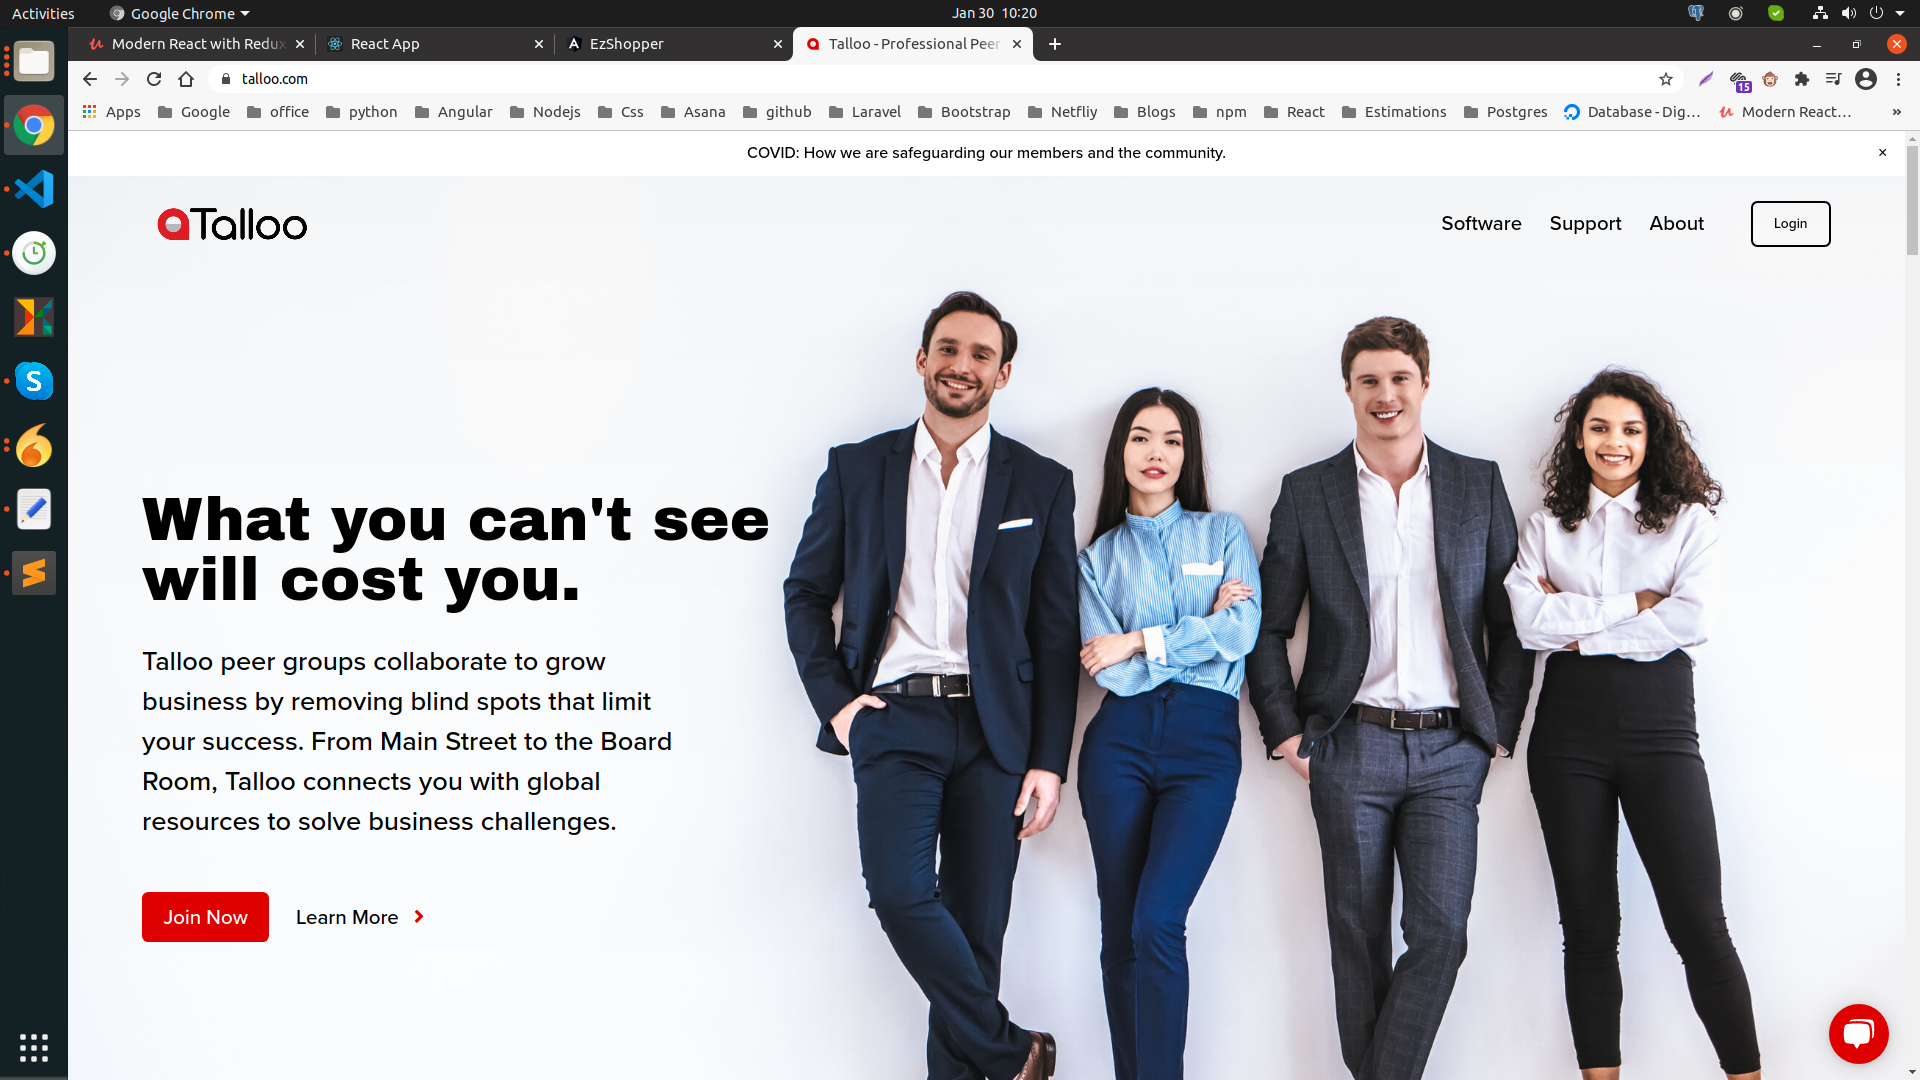 Activities
Google Chrome
Jan 30 10:20
Modern React with Redux
React App
EzShopper
Talloo - Professional Peer
talloo.com
15
Apps
Google
office
python
Angular
Nodejs
Css
Asana
github
Laravel
Bootstrap
Netfliy
Blogs
npm
React
Estimations
Postgres
Database - Dig...
Modern React...
COVID: How we are safeguarding our members and the community.
Talloo
Software
Support
About
Login
What you can't see
will cost you.
Talloo peer groups collaborate to grow
business by removing blind spots that limit
your success. From Main Street to the Board
Room, Talloo connects you with global
resources to solve business challenges.
Join Now
Learn More